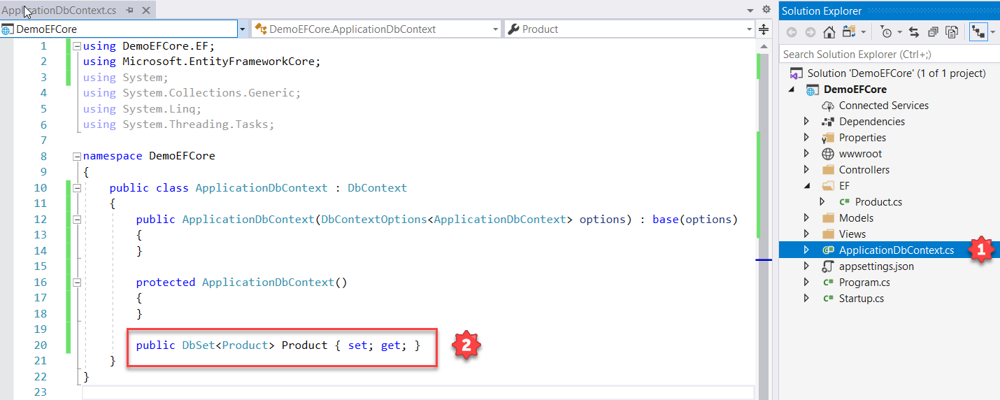 ApplicationDbContext.cs
DemoEFCore
DemoEFCore.ApplicationDbContext
Product
1 using DemoEFCore.EF;
2 using Microsoft.EntityFrameworkCore;
3 using System;
4 using System.Collections.Generic;
5 using System.Linq;
6 using System.Threading.Tasks;
7
8 namespace DemoEFCore
9 {
10 public class ApplicationDbContext : DbContext
11 {
12 public ApplicationDbContext(DbContextOptions<ApplicationDbContext> options) : base(options)
13 {
14 }
15
16 protected ApplicationDbContext()
17 {
18 }
19
20 public DbSet<Product> Product { set; get; }
2
21 }
22 }
23
Solution Explorer
Search Solution Explorer (Ctrl+;)
Solution 'DemoEFCore' (1 of 1 project)
DemoEFCore
Connected Services
Dependencies
Properties
wwwroot
Controllers
EF
C# Product.cs
Models
Views
C# ApplicationDbContext.cs
1
appsettings.json
C# Program.cs
C# Startup.cs